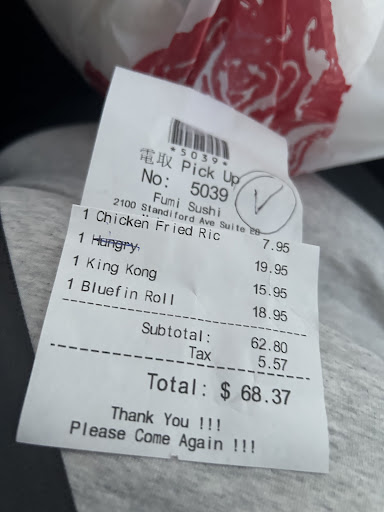 *5039*
電取 Pick Up
No: 5039
Fumi Sushi
2100 Standiford Ave Suite E8
1 Chicken Fried Ric 7.95
1 Hungry 19.95
1 King Kong 15.95
1 Bluefin Roll 18.95
Subtotal: 62.80
Tax 5.57
Total: $ 68.37
Thank You !!!
Please Come Again !!!